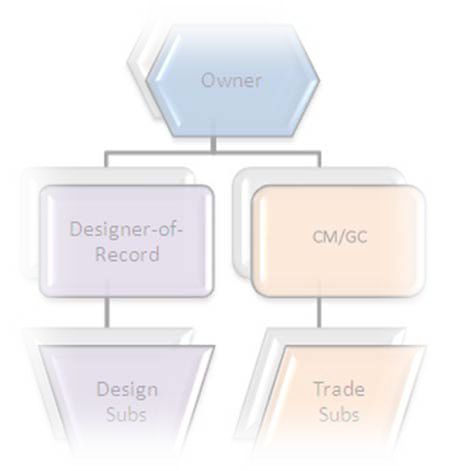 Owner
Designer-of-
Record
CM/GC
Design
Subs
Trade
Subs